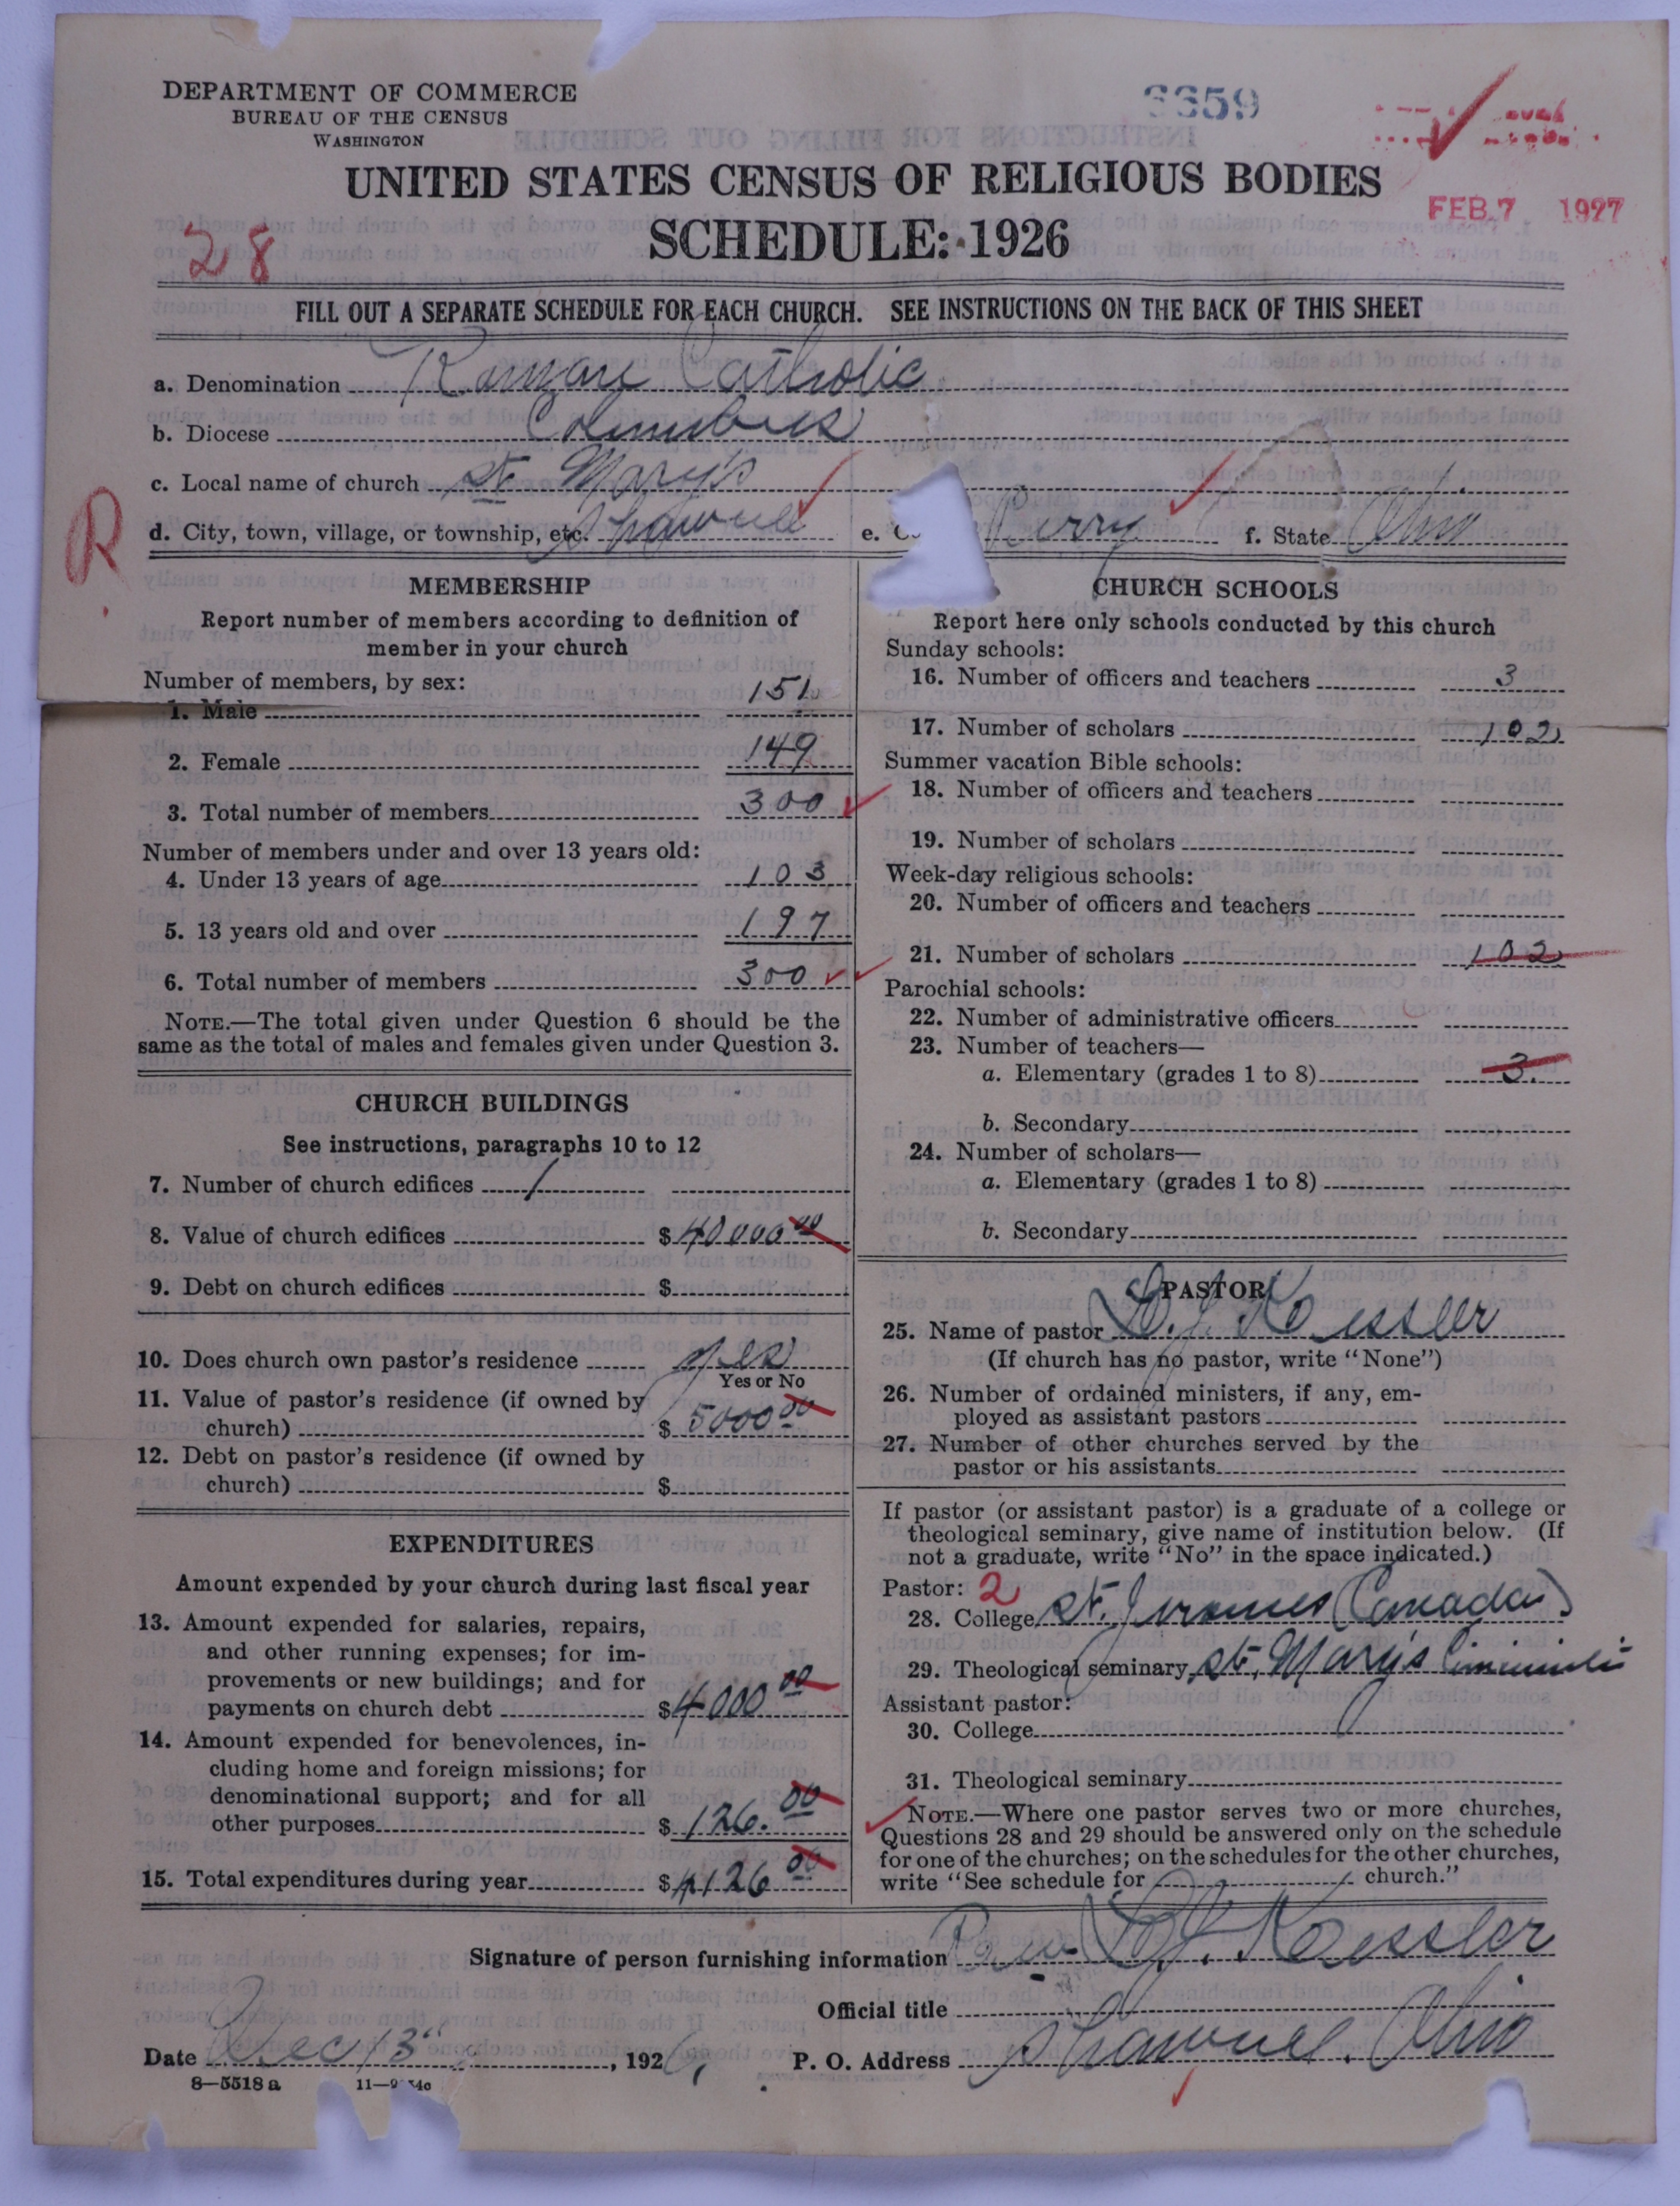 DEPARTMENT OF COMMERCE
BUREAU OF THE CENSUS
WASHINGTON
3359
UNITED STATES CENSUS OF RELIGIOUS BODIES
FEB 7 1927
SCHEDULE: 1926
28
FILL OUT A SEPARATE SCHEDULE FOR EACH CHURCH. SEE INSTRUCTIONS ON THE BACK OF THIS SHEET
a. Denomination Roman Catholic
b. Diocese Columbus
c. Local name of church St Mary's
R
d. City, town, village, or township, etc. Shawnee e. C Perry f. State Ohio
MEMBERSHIP
Report number of members according to definition of
member in your church
Number of members, by sex:
1. Male 151
2. Female 149
3. Total number of members 300
Number of members under and over 13 years old:
4. Under 13 years of age 103
5. 13 years old and over 197
6. Total number of members 300
NOTE.—The total given under Question 6 should be the
same as the total of males and females given under Question 3.
CHURCH BUILDINGS
See instructions, paragraphs 10 to 12
7. Number of church edifices 1
8. Value of church edifices $ 40000 00
9. Debt on church edifices $
10. Does church own pastor's residence yes
Yes or No
11. Value of pastor's residence (if owned by
church) $ 5000 00
12. Debt on pastor's residence (if owned by
church) $
EXPENDITURES
Amount expended by your church during last fiscal year
13. Amount expended for salaries, repairs,
and other running expenses; for im-
provements or new buildings; and for
payments on church debt $ 4000 00
14. Amount expended for benevolences, in-
cluding home and foreign missions; for
denominational support; and for all
other purposes $ 126. 00
15. Total expenditures during year $ 4126 00
CHURCH SCHOOLS
Report here only schools conducted by this church
Sunday schools:
16. Number of officers and teachers 3
17. Number of scholars 102
Summer vacation Bible schools:
18. Number of officers and teachers
19. Number of scholars
Week-day religious schools:
20. Number of officers and teachers
21. Number of scholars 102
Parochial schools:
22. Number of administrative officers
23. Number of teachers—
a. Elementary (grades 1 to 8) 3.
b. Secondary
24. Number of scholars—
a. Elementary (grades 1 to 8)
b. Secondary
PASTOR
25. Name of pastor Koessler
(If church has no pastor, write "None")
26. Number of ordained ministers, if any, em-
ployed as assistant pastors
27. Number of other churches served by the
pastor or his assistants
If pastor (or assistant pastor) is a graduate of a college or
theological seminary, give name of institution below. (If
not a graduate, write "No" in the space indicated.)
Pastor: 2
28. College St. Jeromes (Canada)
29. Theological seminary St. Mary's Cincinnati
Assistant pastor:
30. College
31. Theological seminary
NOTE.—Where one pastor serves two or more churches,
Questions 28 and 29 should be answered only on the schedule
for one of the churches; on the schedules for the other churches,
write "See schedule for church."
Signature of person furnishing information Rev. Koessler
Official title
Date Dec 13", 1926, P. O. Address Shawnee. Ohio
8—5518 a 11—9